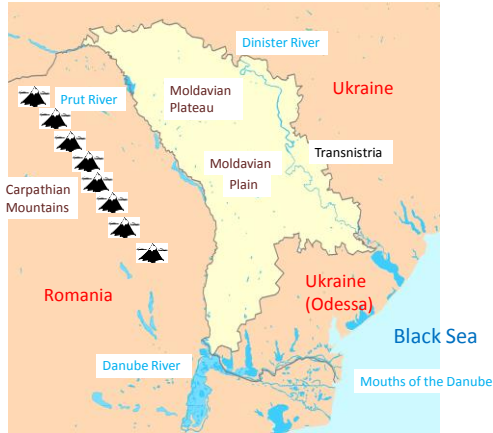 Dinister River
Ukraine
Moldavian
Plateau
Prut River
Transnistria
Moldavian
Plain
Carpathian
Mountains
Ukraine
(Odessa)
Romania
Black Sea
Danube River
Mouths of the Danube